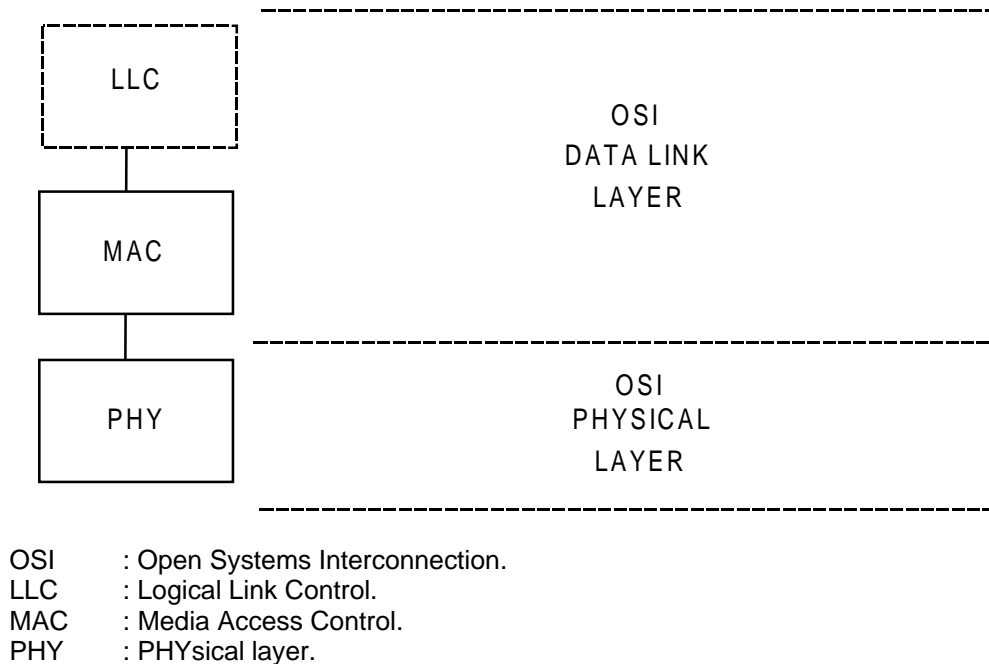 LLC
OSI
DATA LINK
LAYER
MAC
OSI
PHY
PHYSICAL
LAYER
OSI : Open Systems Interconnection.
LLC : Logical Link Control.
MAC : Media Access Control.
PHY : PHYsical layer.